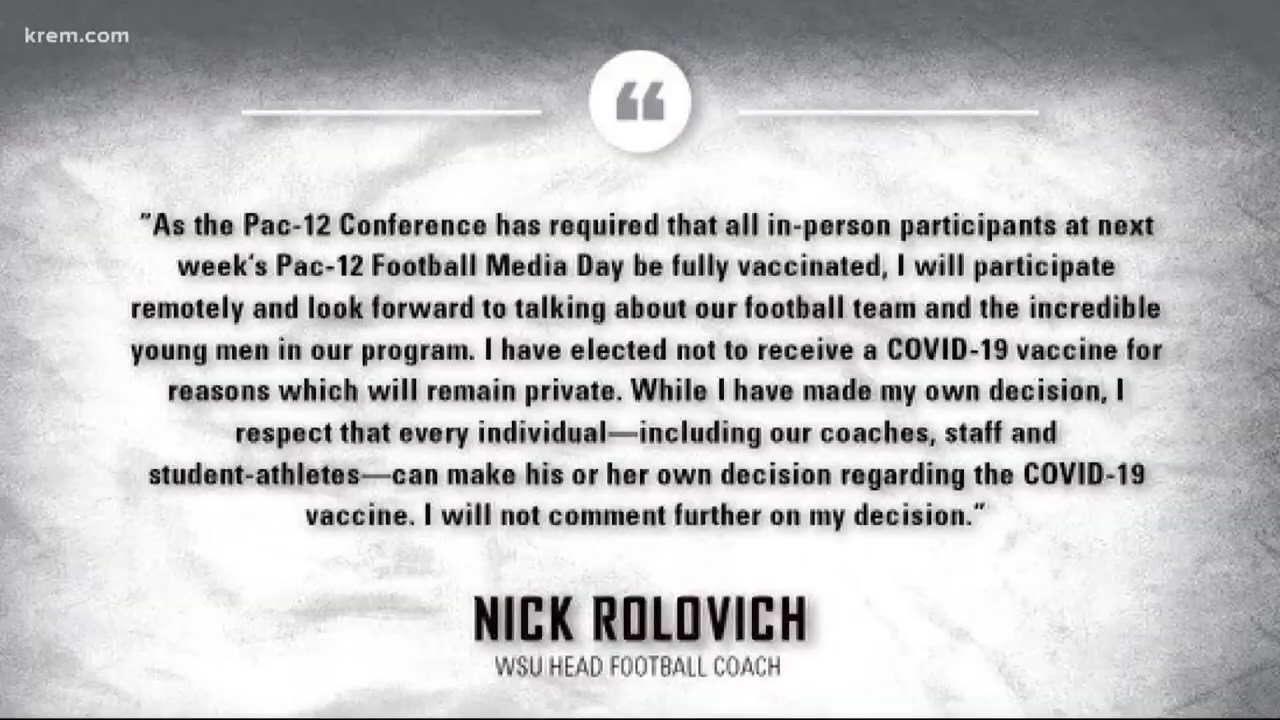 krem.com
“
"As the Pac-12 Conference has required that all in-person participants at next
week's Pac-12 Football Media Day be fully vaccinated, I will participate
remotely and look forward to talking about our football team and the incredible
young men in our program. I have elected not to receive a COVID-19 vaccine for
reasons which will remain private. While I have made my own decision, I
respect that every individual—including our coaches, staff and
student-athletes—can make his or her own decision regarding the COVID-19
vaccine. I will not comment further on my decision."
NICK ROLOVICH
WSU HEAD FOOTBALL COACH